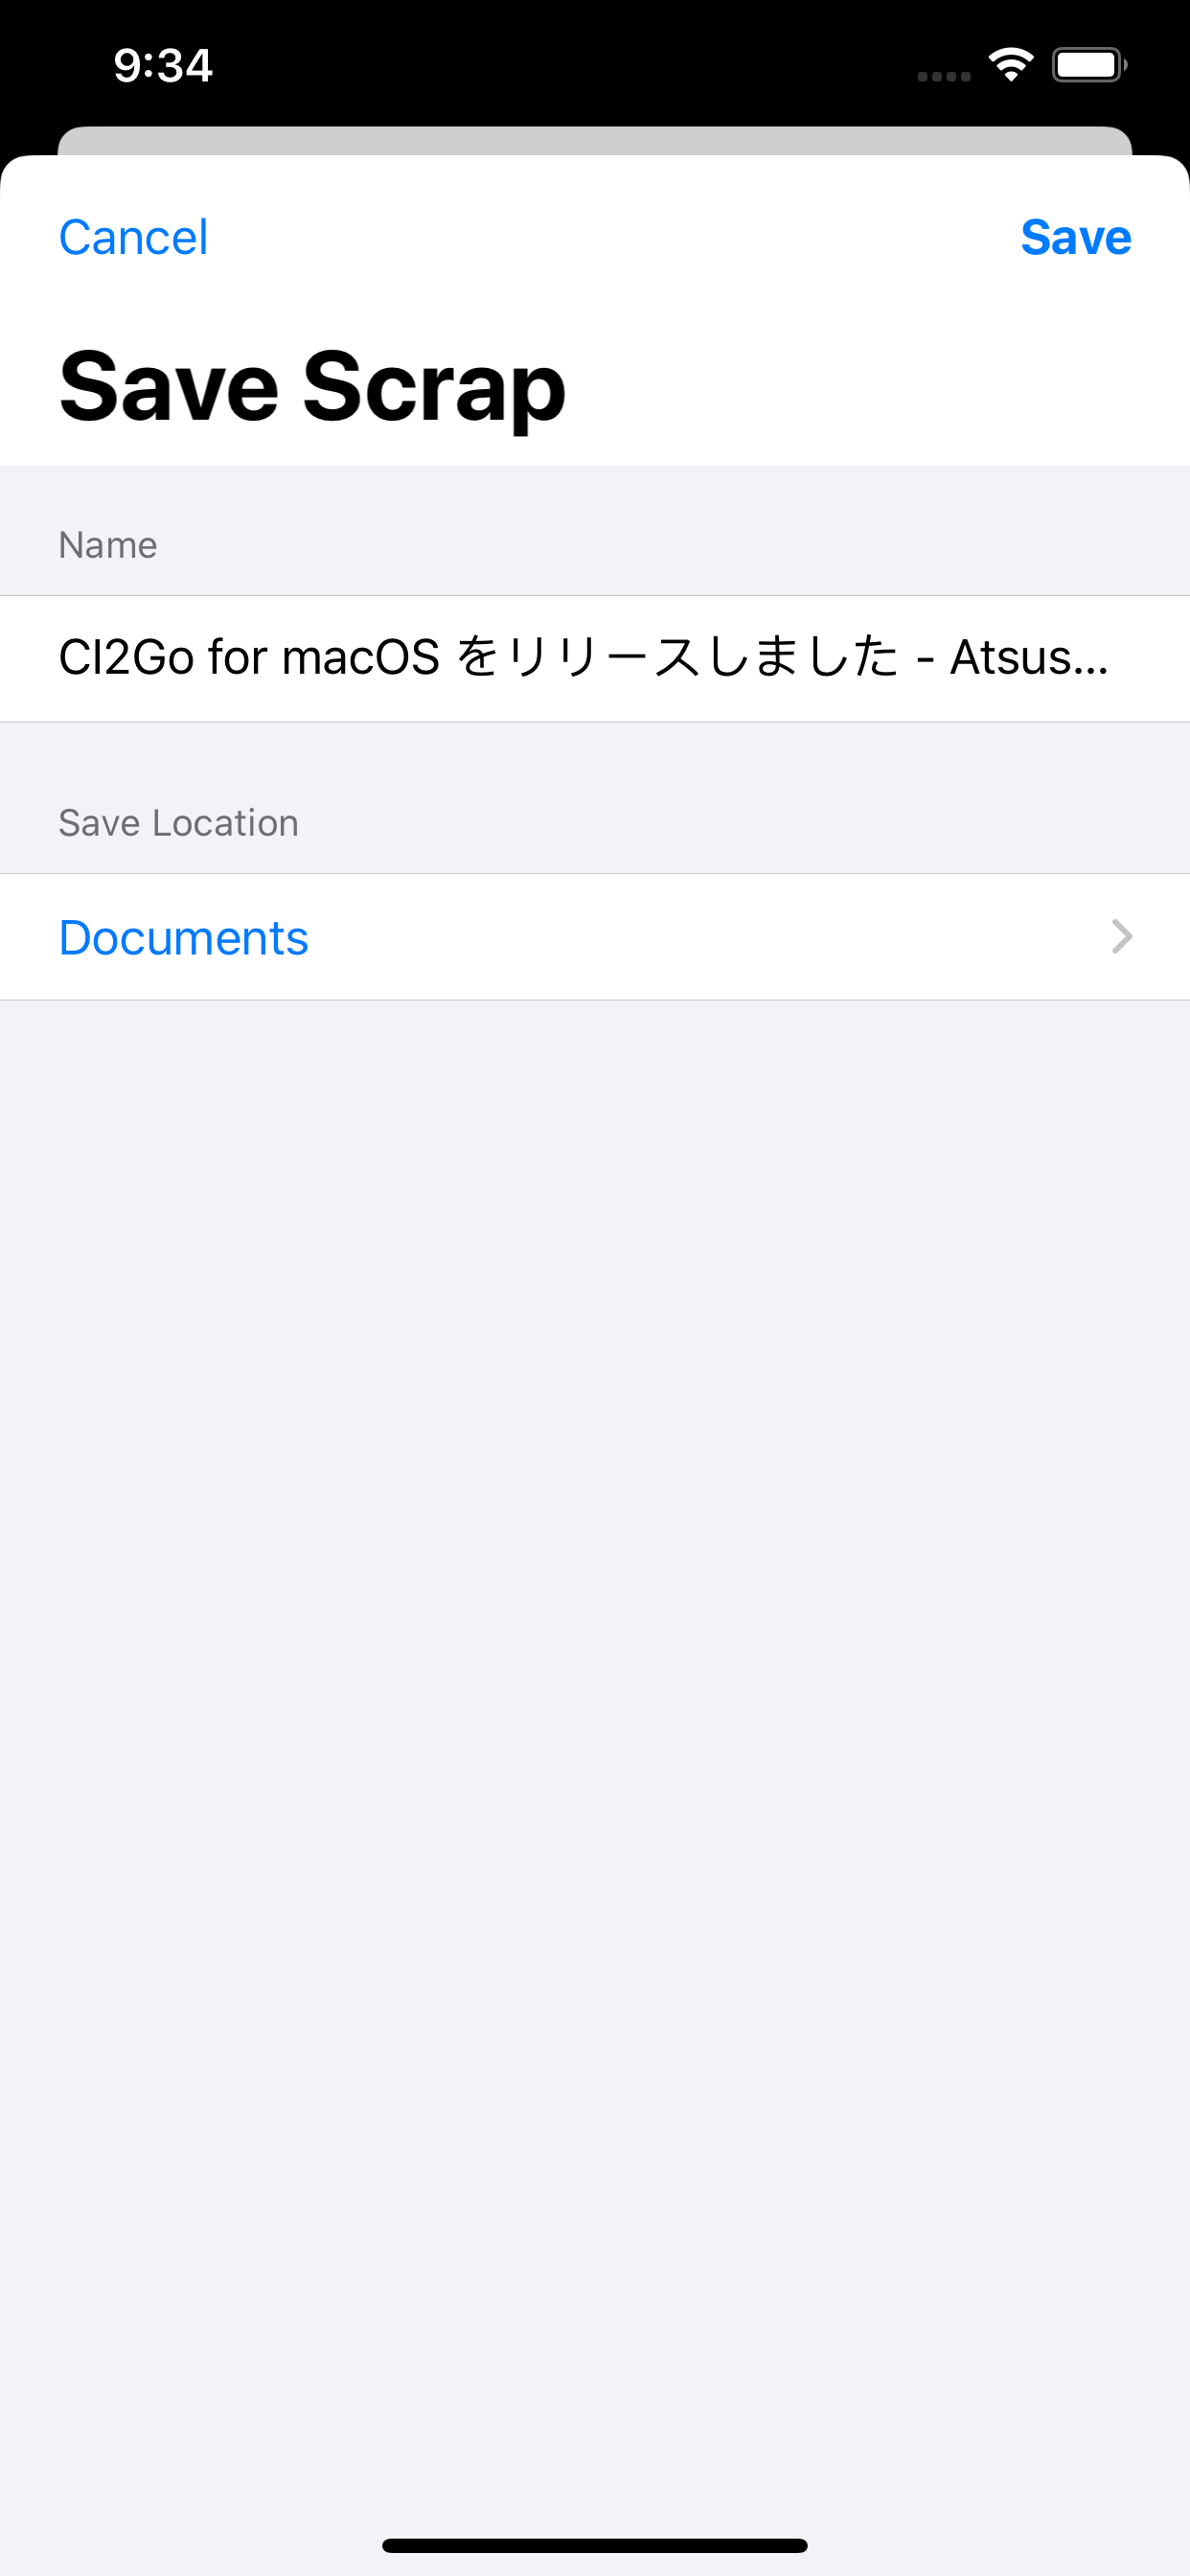 9:34
Cancel
Save
Save Scrap
Name
CI2Go for macOS をリリースしました - Atsus...
Save Location
Documents